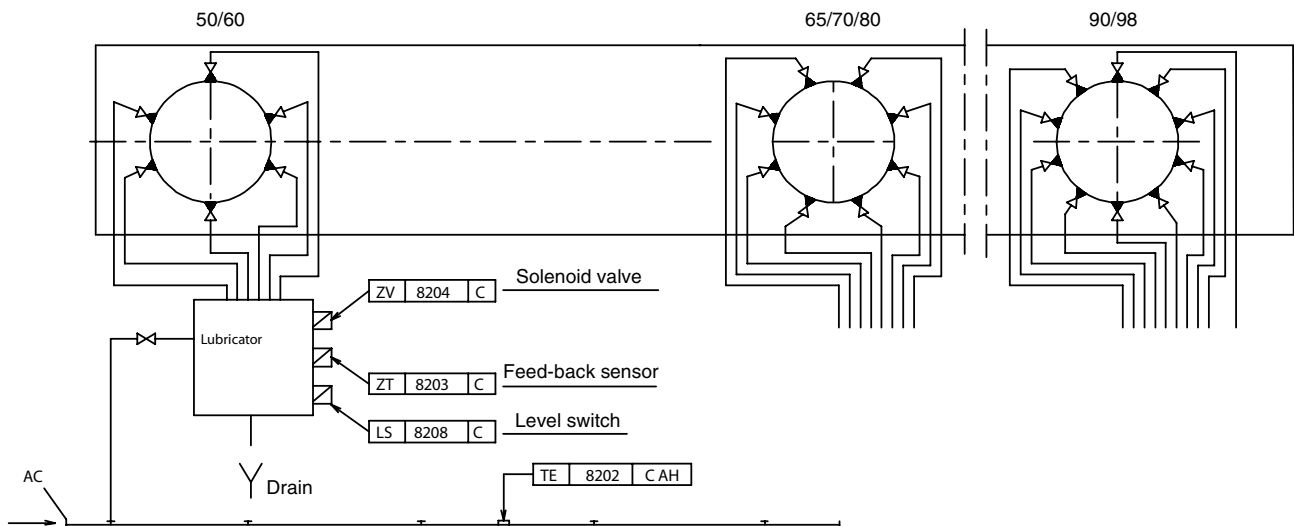 50/60
65/70/80
90/98
ZV 8204 C
Solenoid valve
Lubricator
ZT 8203 C
Feed-back sensor
LS 8208 C
Level switch
TE 8202 C AH
AC
Drain